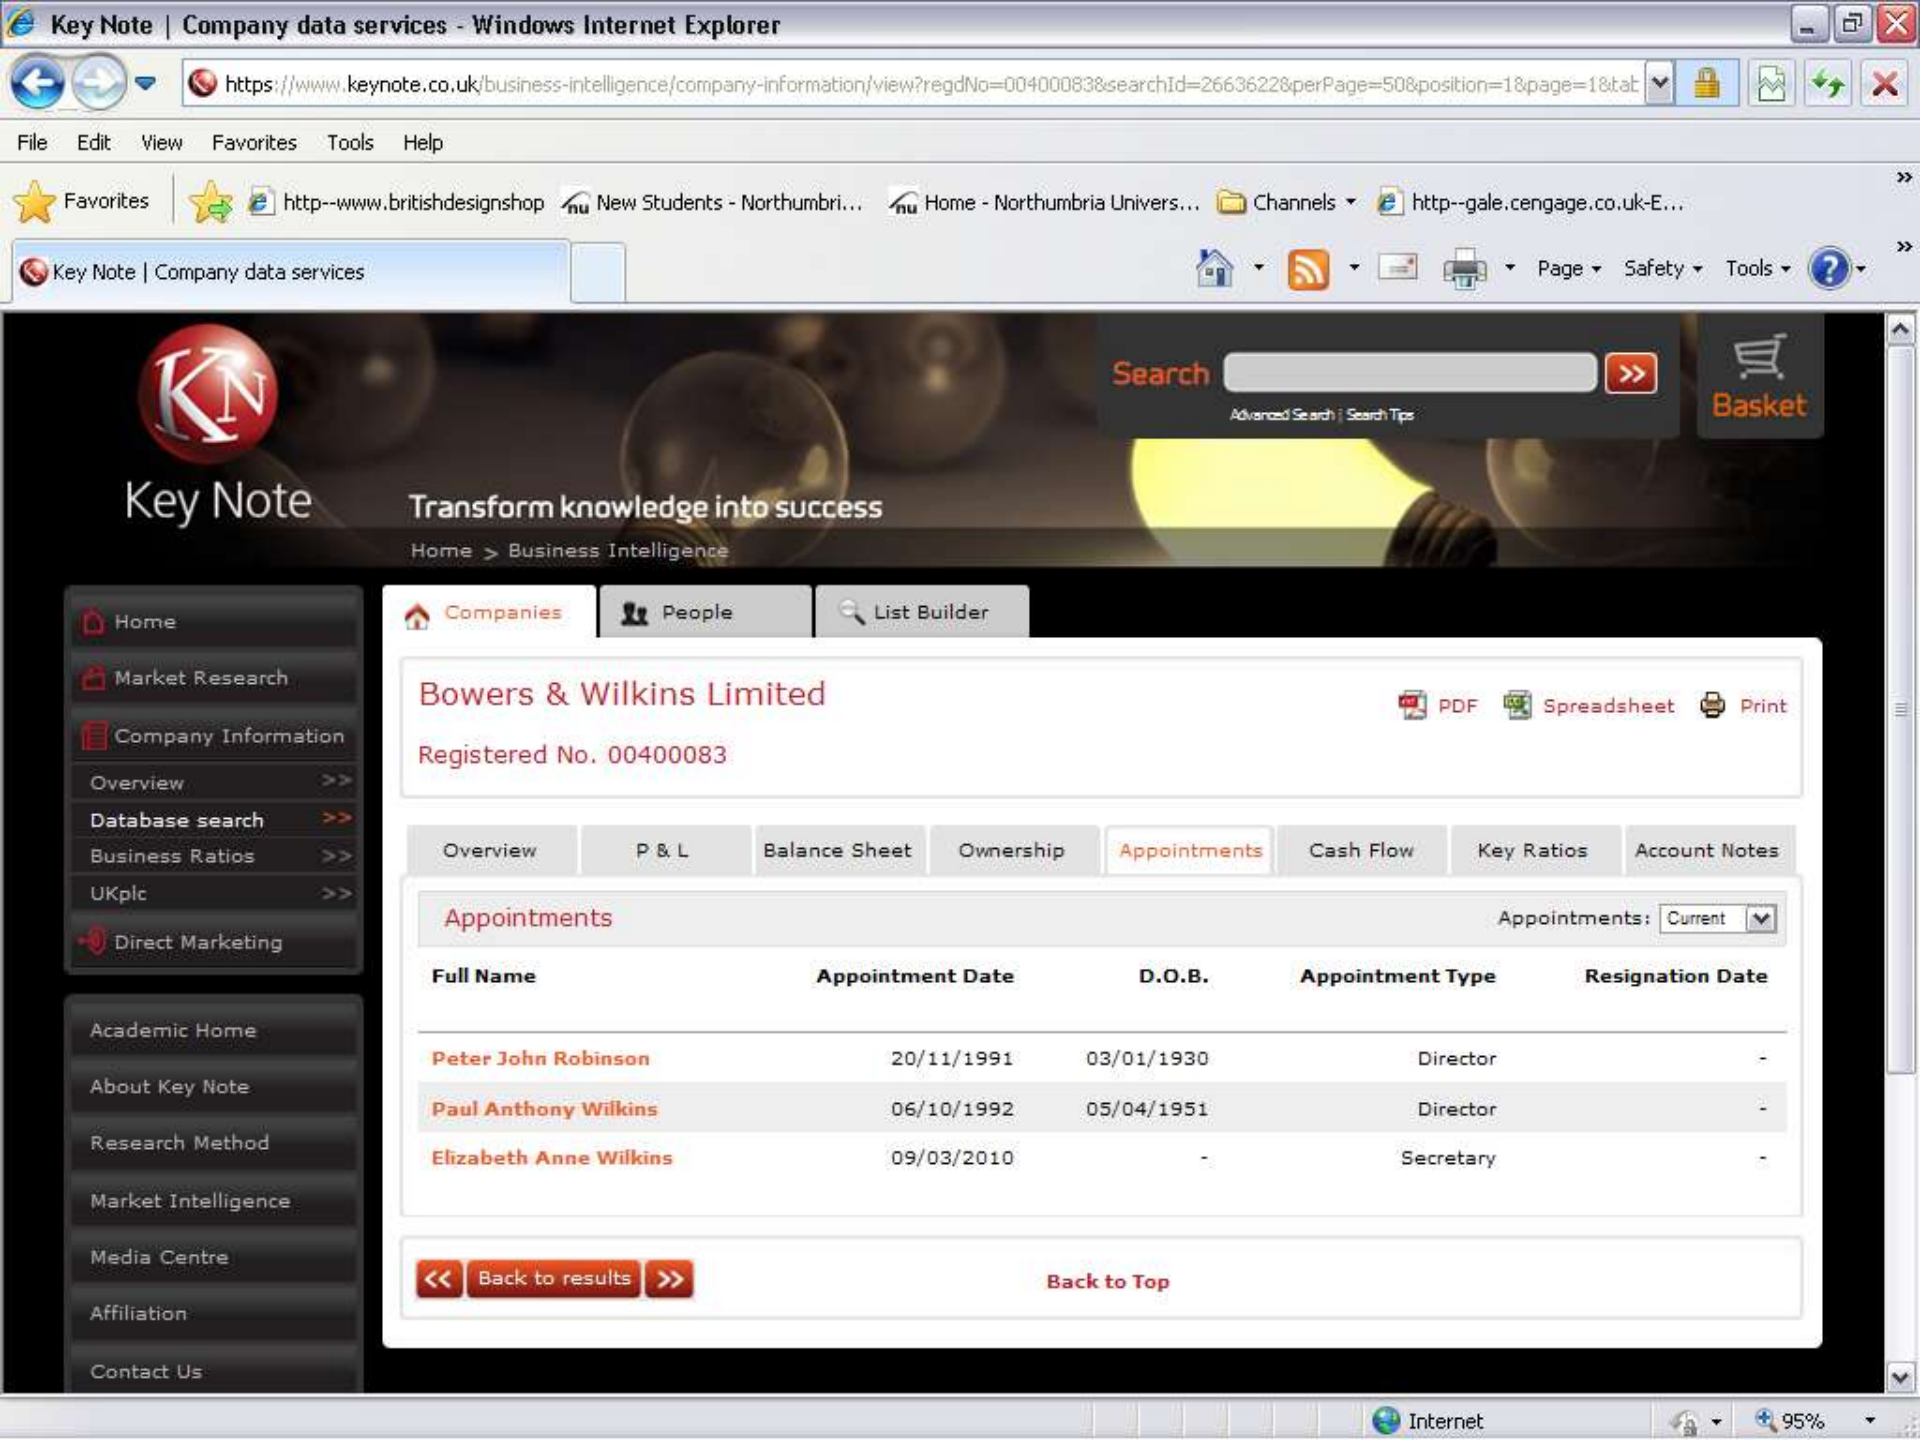 Key Note | Company data services - Windows Internet Explorer
https://www.keynote.co.uk/business-intelligence/company-information/view?regdNo=00400083&searchId=2663622&perPage=50&position=1&page=1&tab
File Edit View Favorites Tools Help
Favorites http--www.britishdesignshop nu New Students - Northumbri... nu Home - Northumbria Univers... Channels http--gale.cengage.co.uk-E... »
Key Note | Company data services Page Safety Tools ? »
KN
Search >>
Advanced Search | Search Tips
Basket
Key Note
Transform knowledge into success
Home > Business Intelligence
Home
Market Research
Company Information
Overview >>
Database search >>
Business Ratios >>
UKplc >>
Direct Marketing
Academic Home
About Key Note
Research Method
Market Intelligence
Media Centre
Affiliation
Contact Us
Companies People List Builder
Bowers & Wilkins Limited
PDF Spreadsheet Print
Registered No. 00400083
Overview P & L Balance Sheet Ownership Appointments Cash Flow Key Ratios Account Notes
Appointments Appointments: Current
Full Name Appointment Date D.O.B. Appointment Type Resignation Date
Peter John Robinson 20/11/1991 03/01/1930 Director -
Paul Anthony Wilkins 06/10/1992 05/04/1951 Director -
Elizabeth Anne Wilkins 09/03/2010 - Secretary -
<< Back to results >> Back to Top
Internet 95%